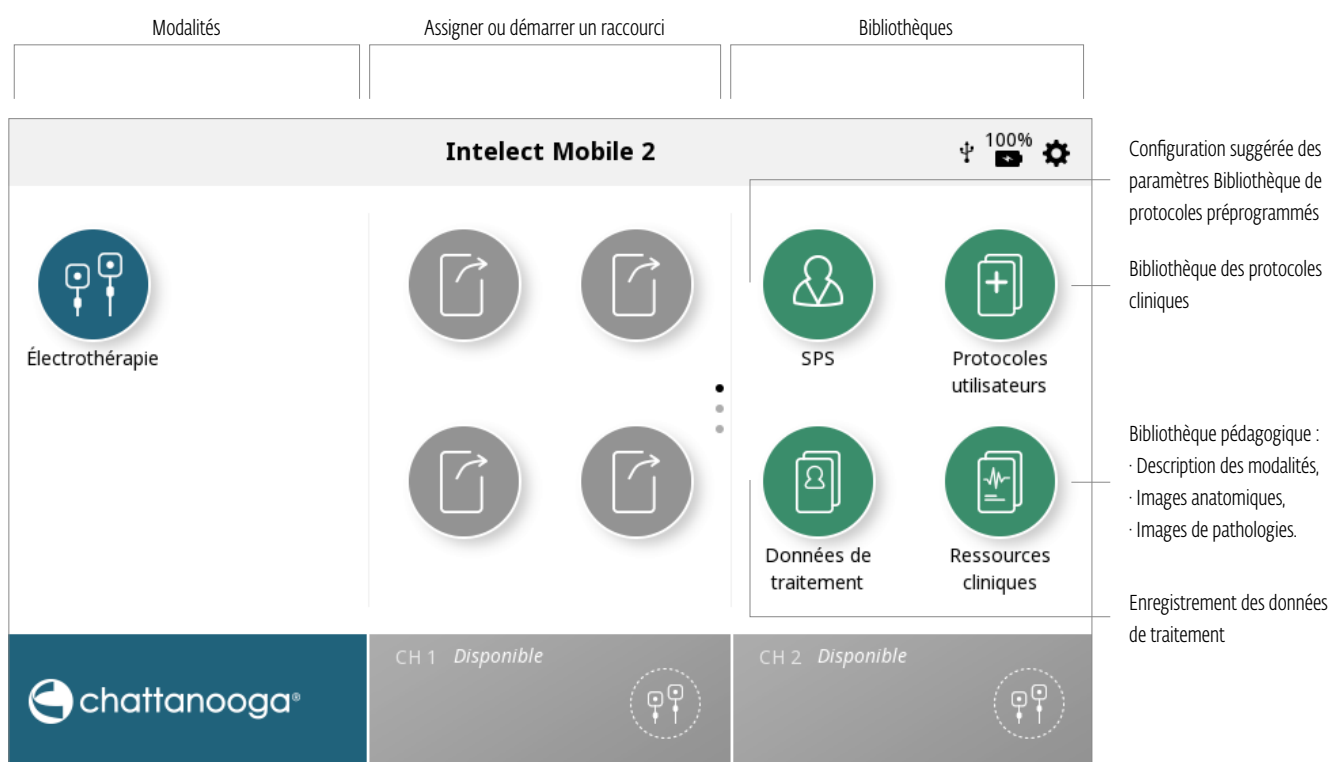 Modalités
Assigner ou démarrer un raccourci
Bibliothèques
Intelect Mobile 2
100%
Configuration suggérée des
paramètres Bibliothèque de
protocoles préprogrammés
Bibliothèque des protocoles
cliniques
Électrothérapie
SPS
Protocoles
utilisateurs
Bibliothèque pédagogique :
· Description des modalités,
· Images anatomiques,
· Images de pathologies.
Données de
traitement
Ressources
cliniques
Enregistrement des données
de traitement
chattanooga®
CH 1 Disponible
CH 2 Disponible